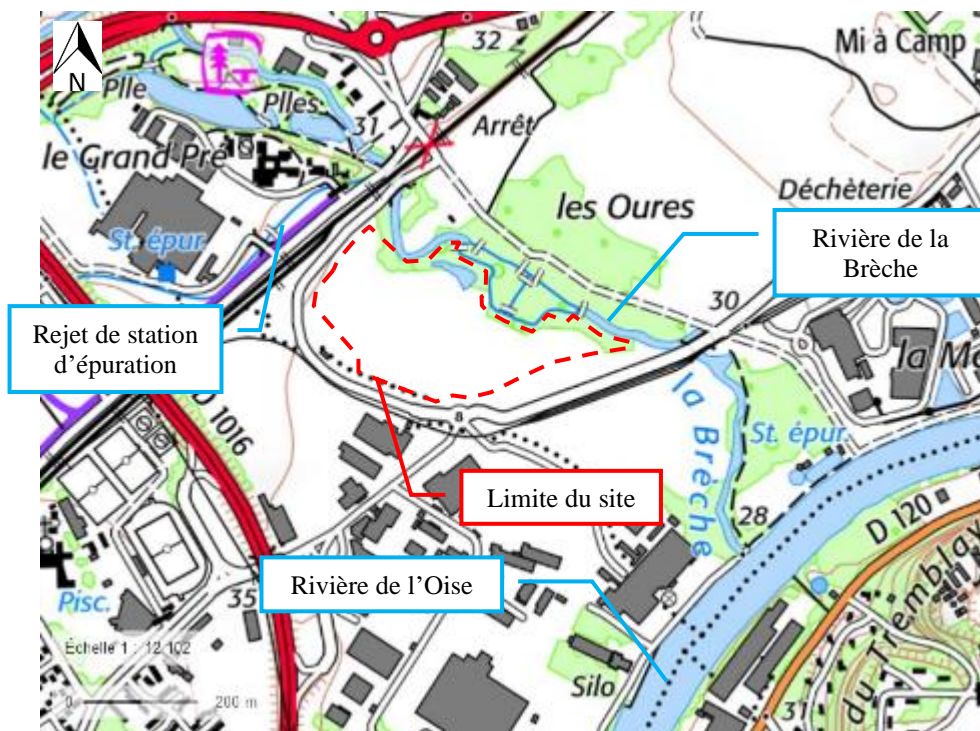 N
32
Mi à Camp
Plle
Plles
31
Arrêt
le Grand Pré
Déchèterie
les Oures
St. épur.
Rivière de la
Brèche
30
Rejet de station
d'épuration
8
D 1016
la Brèche
St. épur.
Limite du site
28
D 120
Rivière de l'Oise
Pisc.
35
Échelle 1 : 12 102
0 200 m
Silo
31
du Tremblay